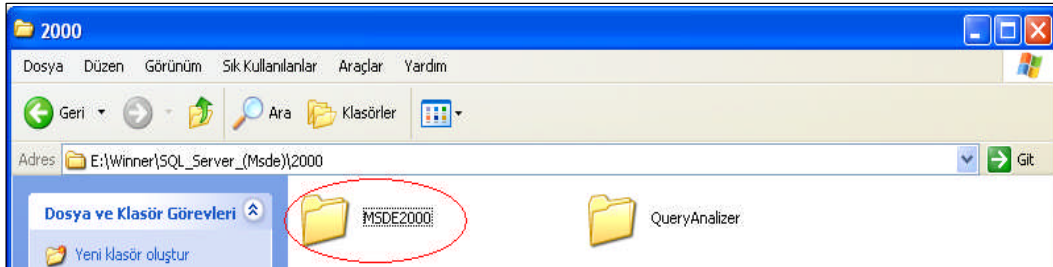 2000
Dosya Düzen Görünüm Sık Kullanılanlar Araçlar Yardım
Geri Ara Klasörler
Adres E:\Winner\SQL_Server_(Msde)\2000 Git
Dosya ve Klasör Görevleri MSDE2000 QueryAnalizer
Yeni klasör oluştur